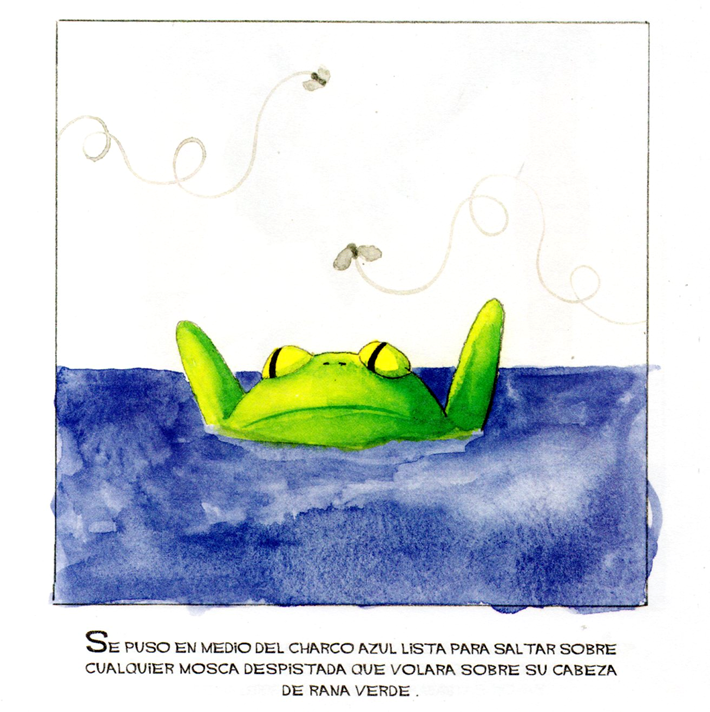 SE PUSO EN MEDIO DEL CHARCO AZUL LISTA PARA SALTAR SOBRE
CUALQUIER MOSCA DESPISTADA QUE VOLARA SOBRE SU CABEZA
DE RANA VERDE .